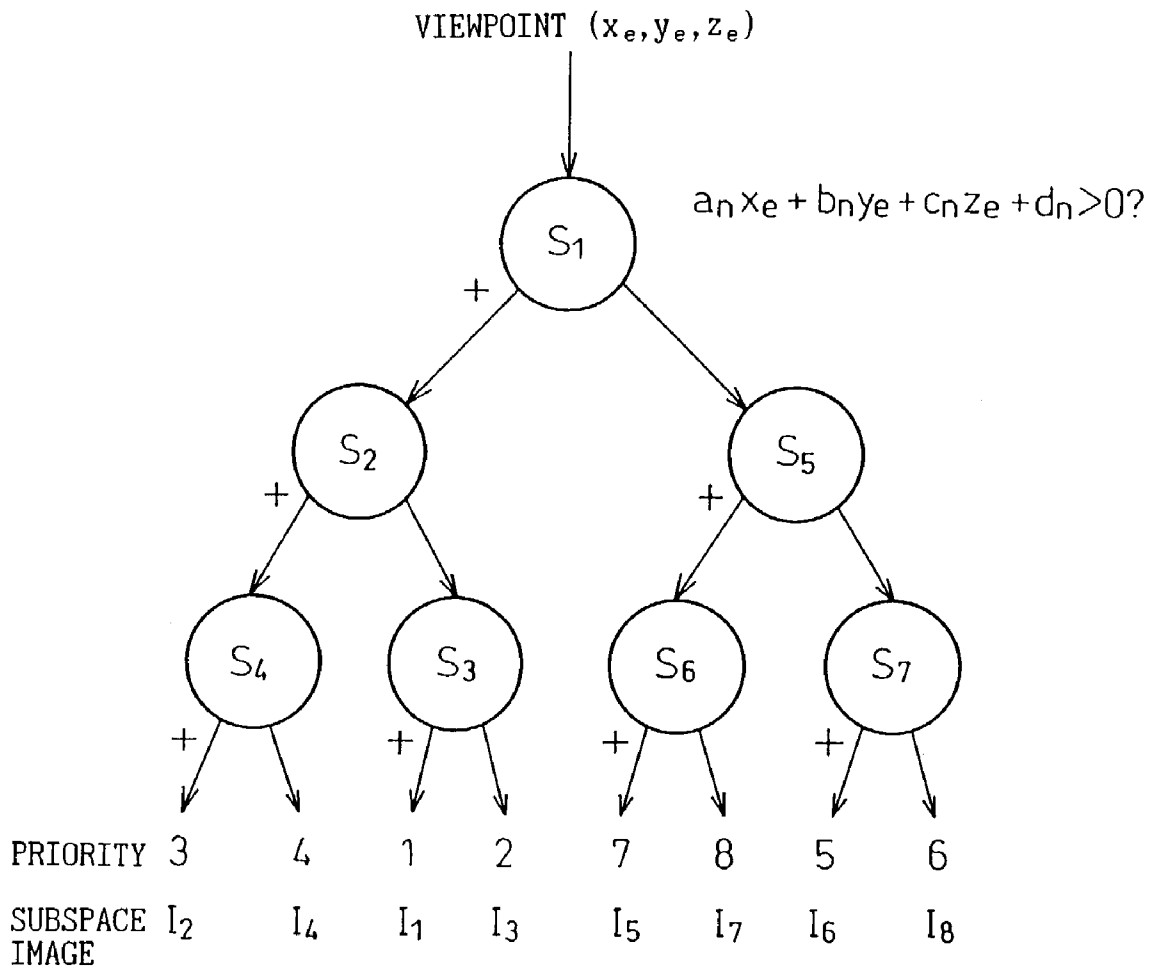 VIEWPOINT (xₑ,yₑ,zₑ)
aₙxₑ+bₙyₑ+cₙzₑ+dₙ>0?
S₁
+
S₂ S₅
+ +
S₄ S₃ S₆ S₇
+ + + +
PRIORITY 3 4 1 2 7 8 5 6
SUBSPACE I₂ I₄ I₁ I₃ I₅ I₇ I₆ I₈
IMAGE